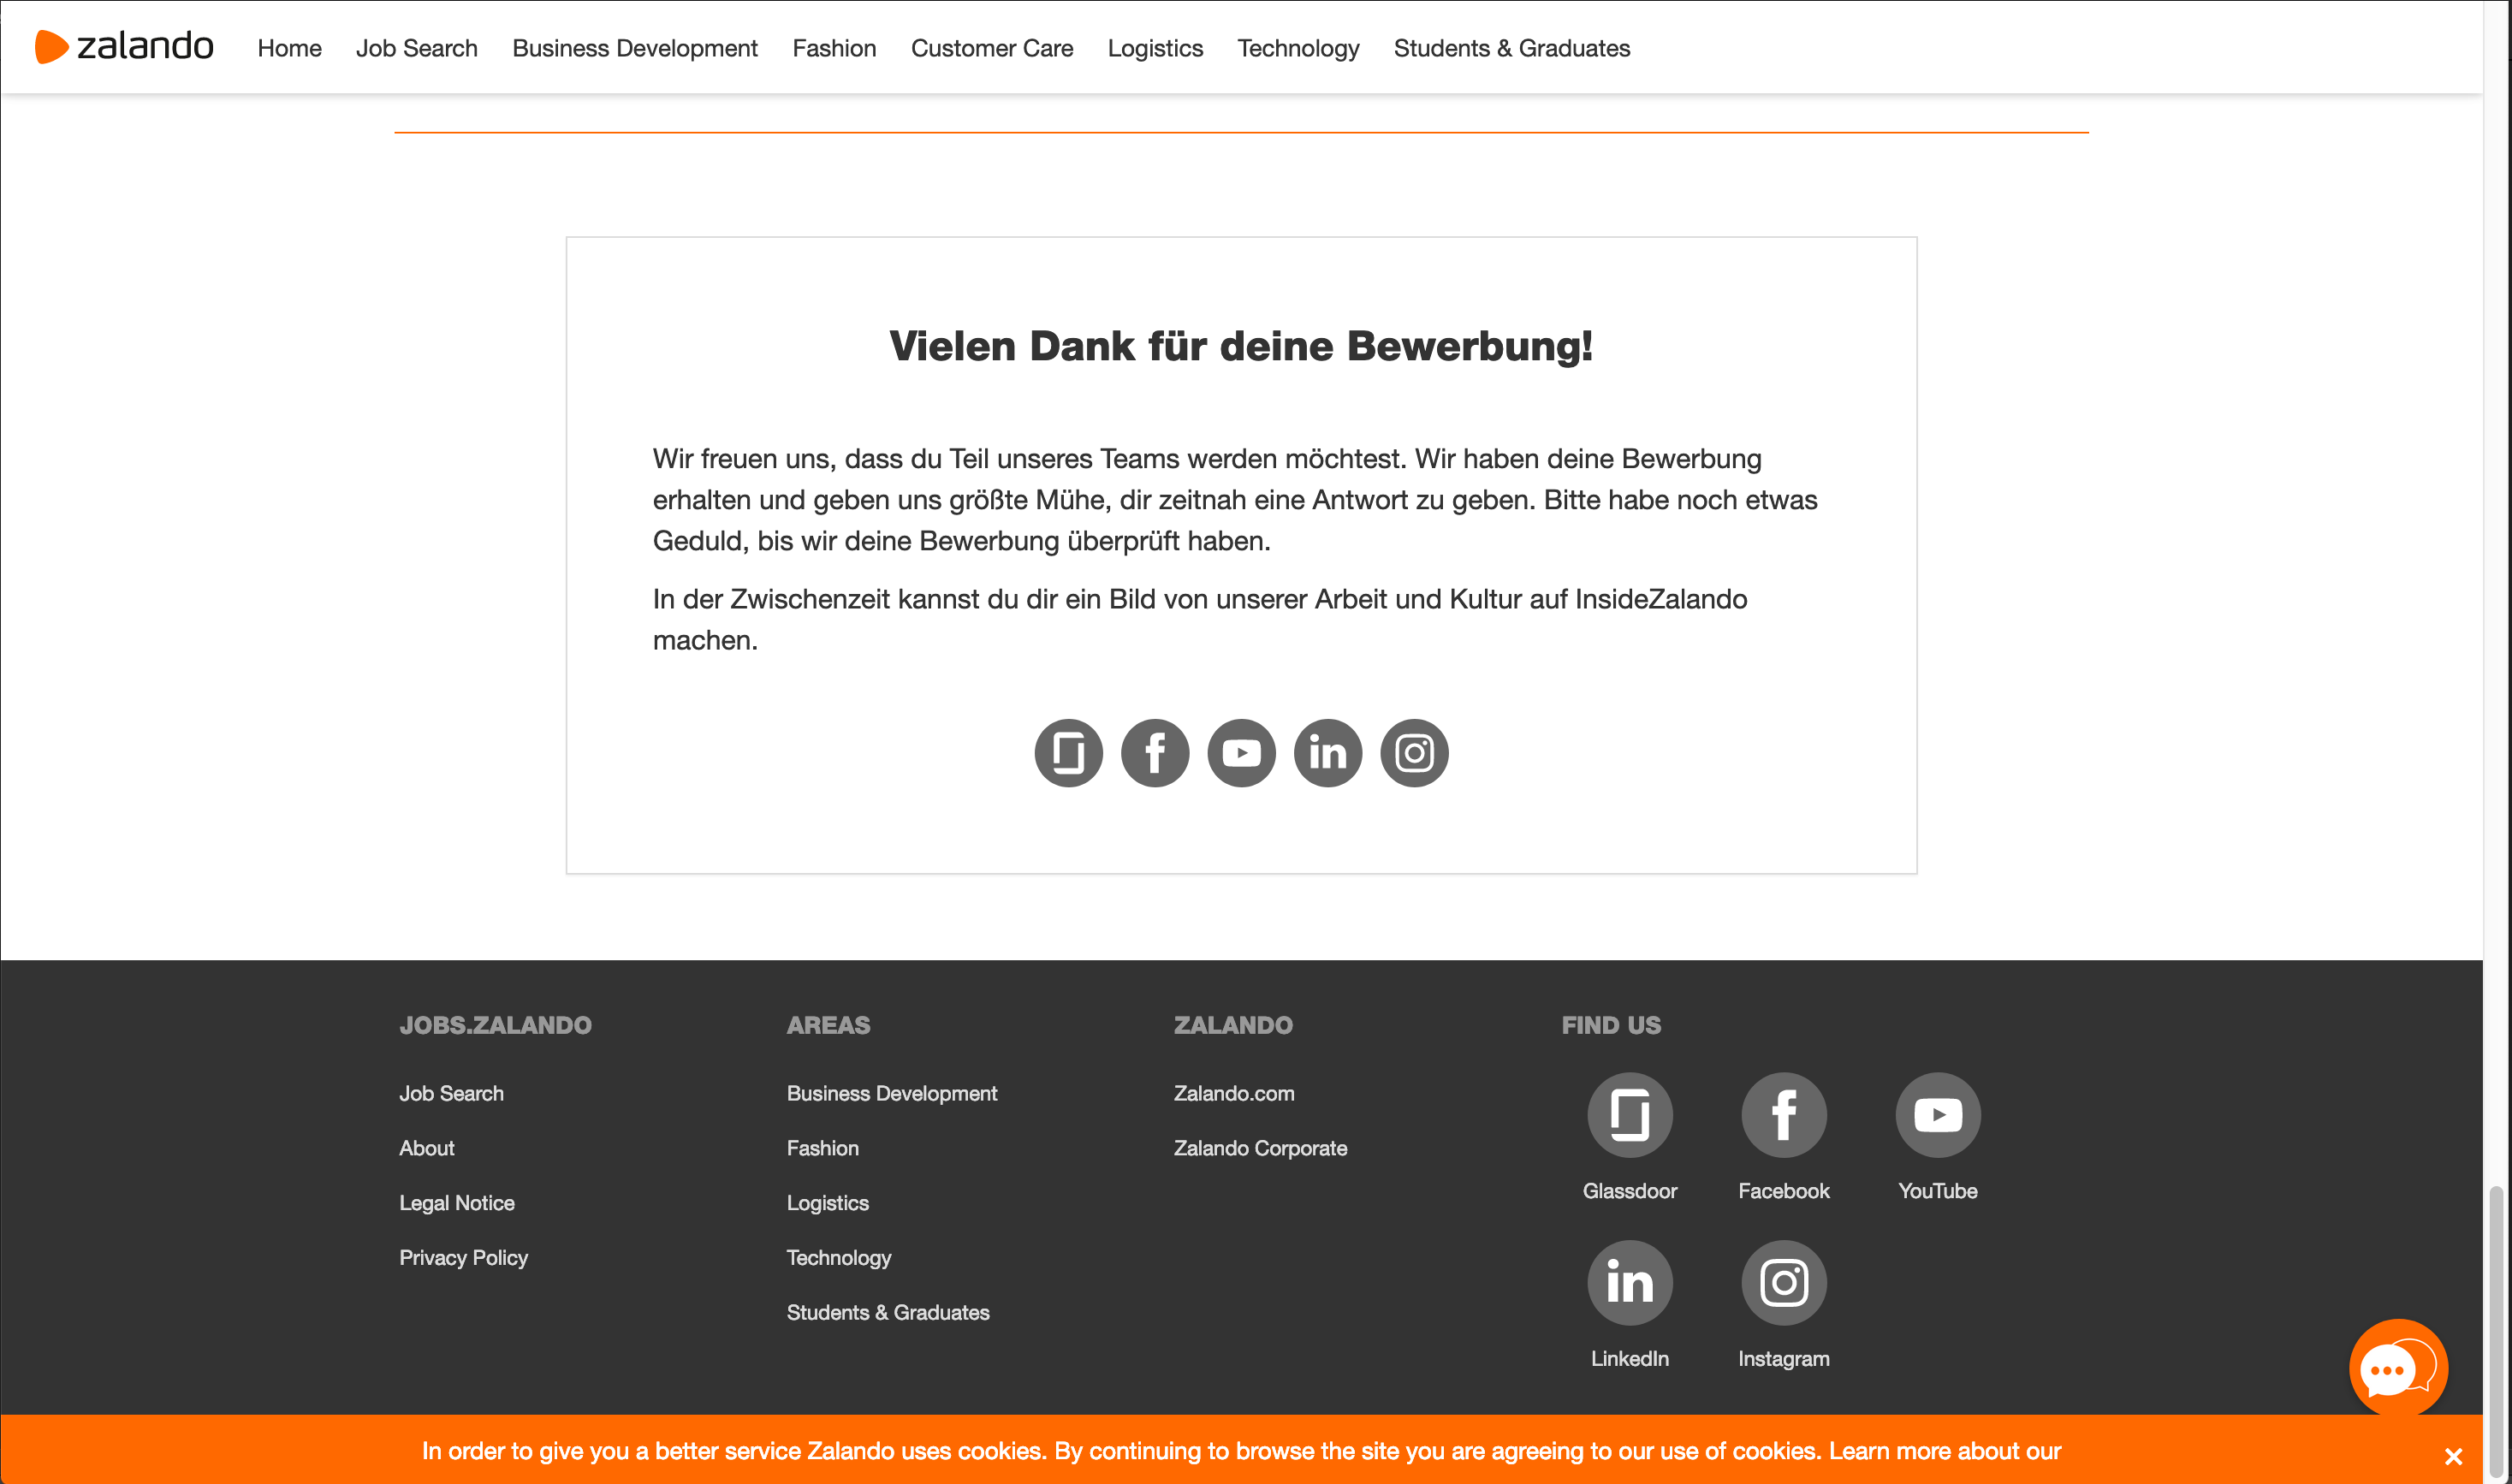 zalando Home Job Search Business Development Fashion Customer Care Logistics Technology Students & Graduates
Vielen Dank für deine Bewerbung!
Wir freuen uns, dass du Teil unseres Teams werden möchtest. Wir haben deine Bewerbung
erhalten und geben uns größte Mühe, dir zeitnah eine Antwort zu geben. Bitte habe noch etwas
Geduld, bis wir deine Bewerbung überprüft haben.
In der Zwischenzeit kannst du dir ein Bild von unserer Arbeit und Kultur auf InsideZalando
machen.
JOBS.ZALANDO
Job Search
About
Legal Notice
Privacy Policy
AREAS
Business Development
Fashion
Logistics
Technology
Students & Graduates
ZALANDO
Zalando.com
Zalando Corporate
FIND US
Glassdoor
Facebook
YouTube
LinkedIn
Instagram
In order to give you a better service Zalando uses cookies. By continuing to browse the site you are agreeing to our use of cookies. Learn more about our